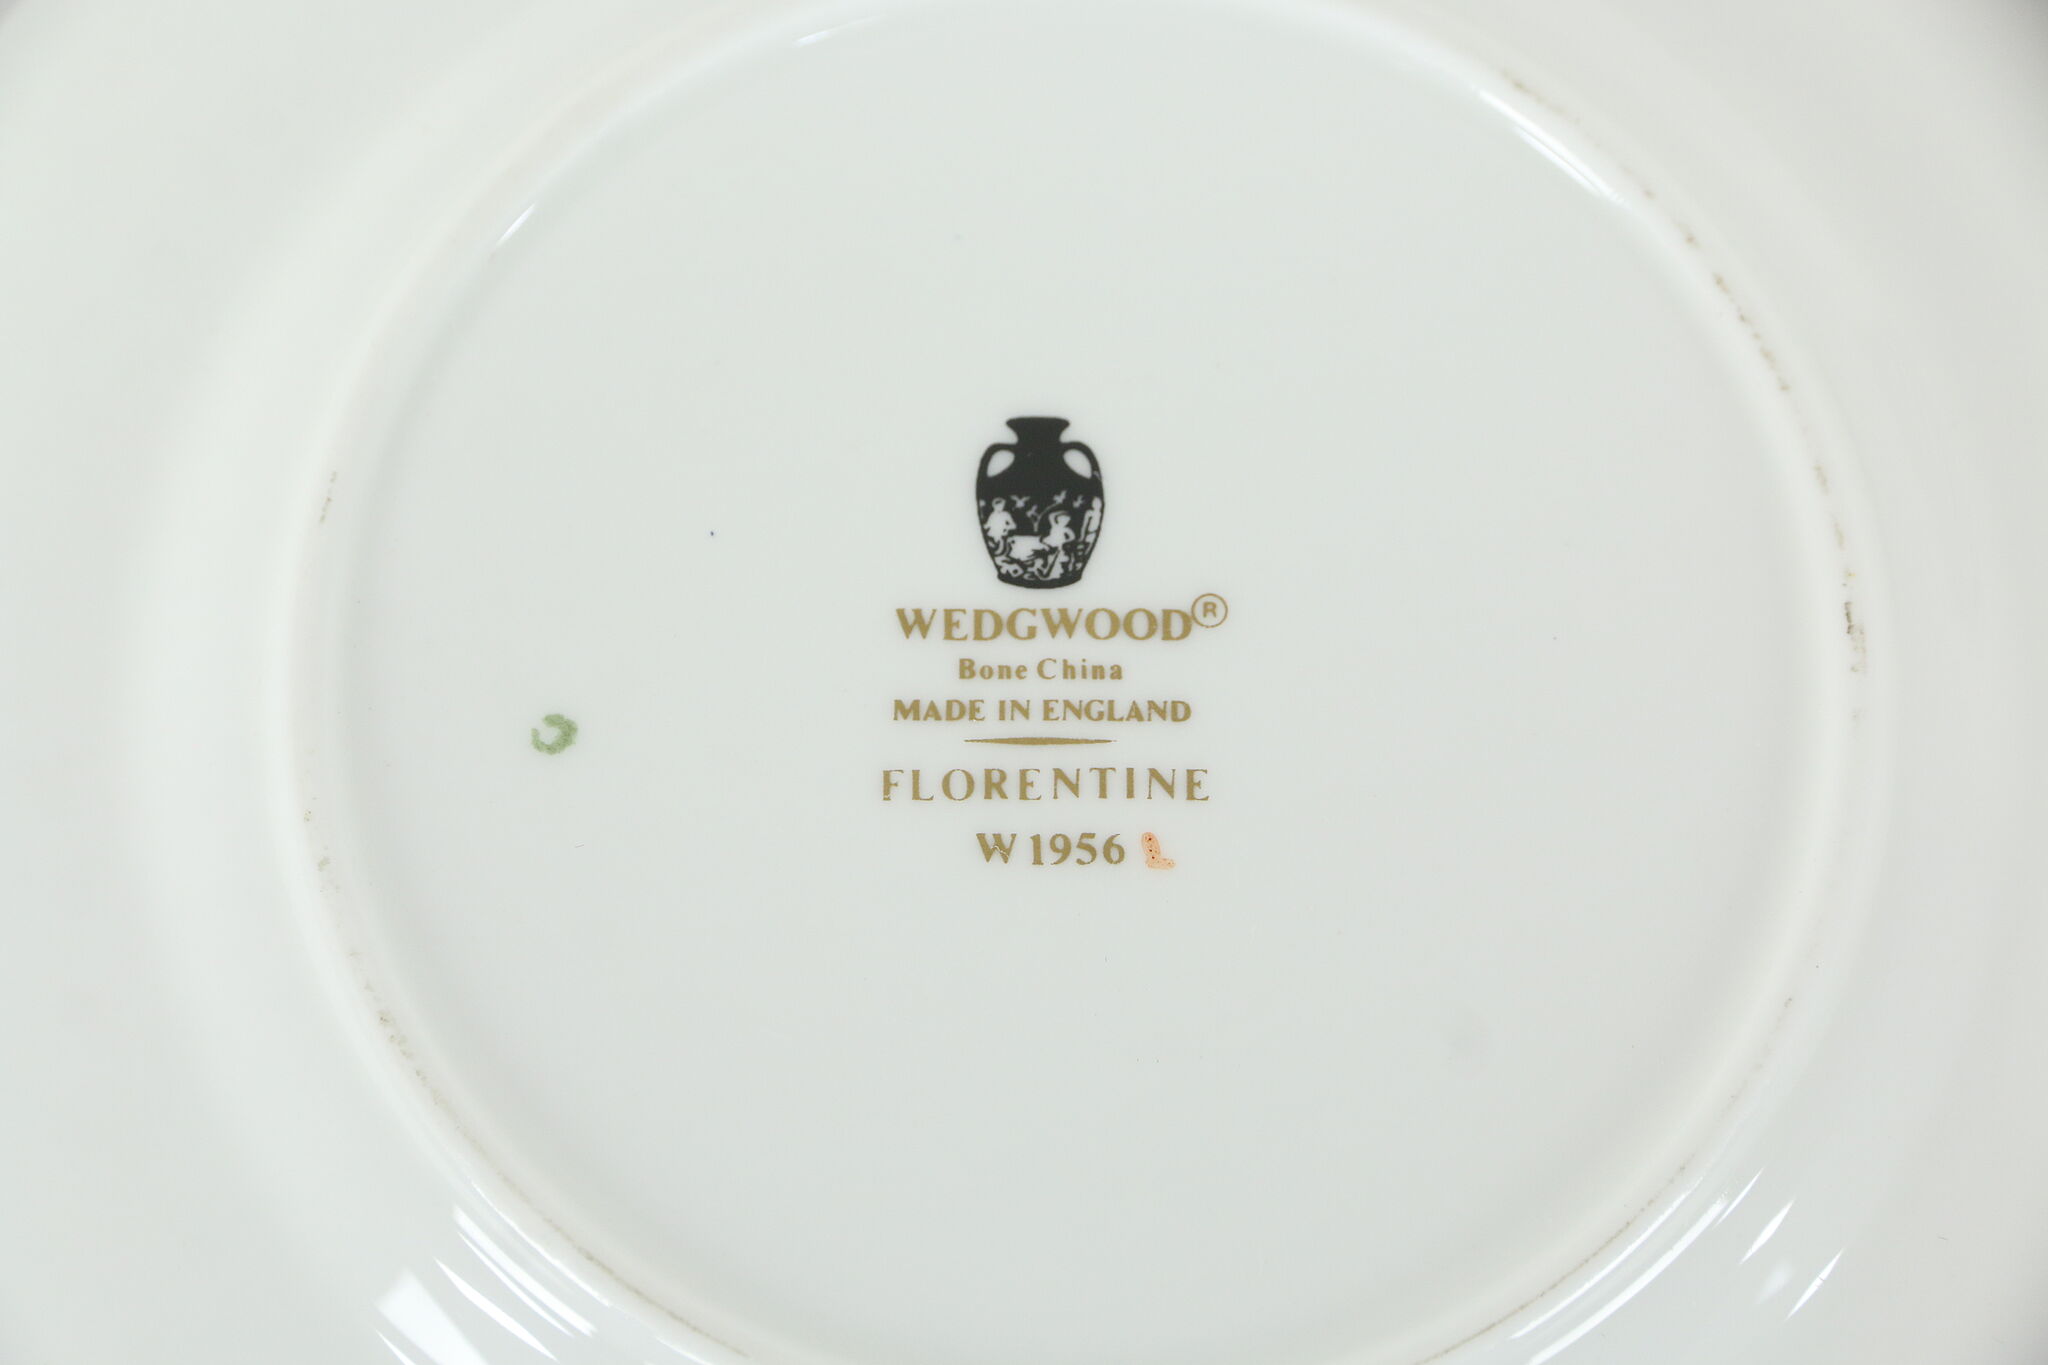 WEDGWOOD®
Bone China
MADE IN ENGLAND
FLORENTINE
W 1956 L